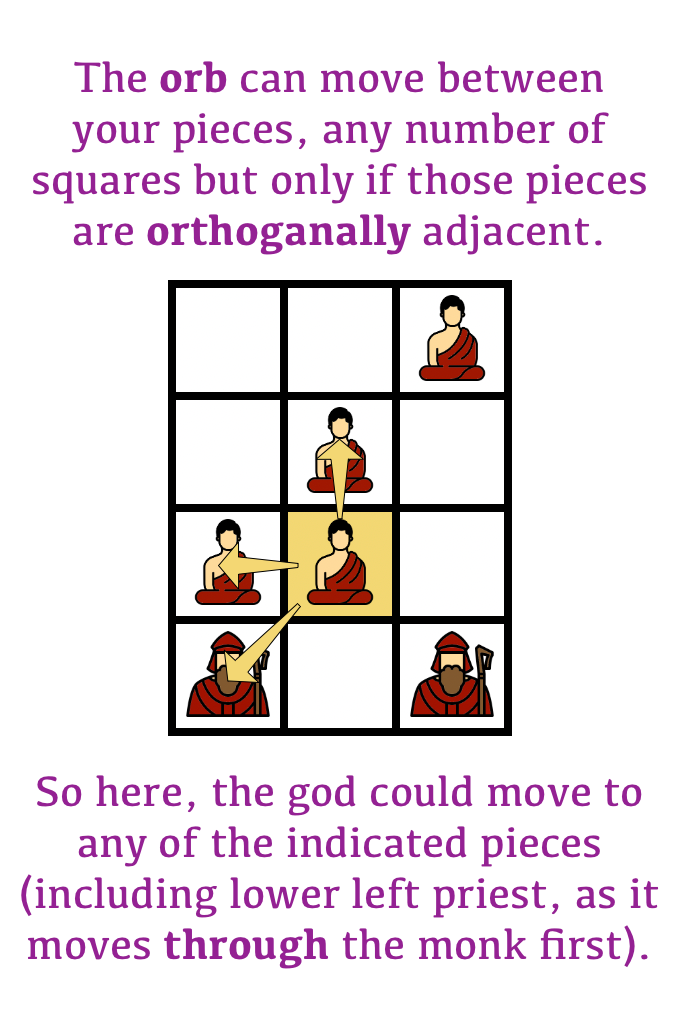 The orb can move between
your pieces, any number of
squares but only if those pieces
are orthoganally adjacent.
So here, the god could move to
any of the indicated pieces
(including lower left priest, as it
moves through the monk first).